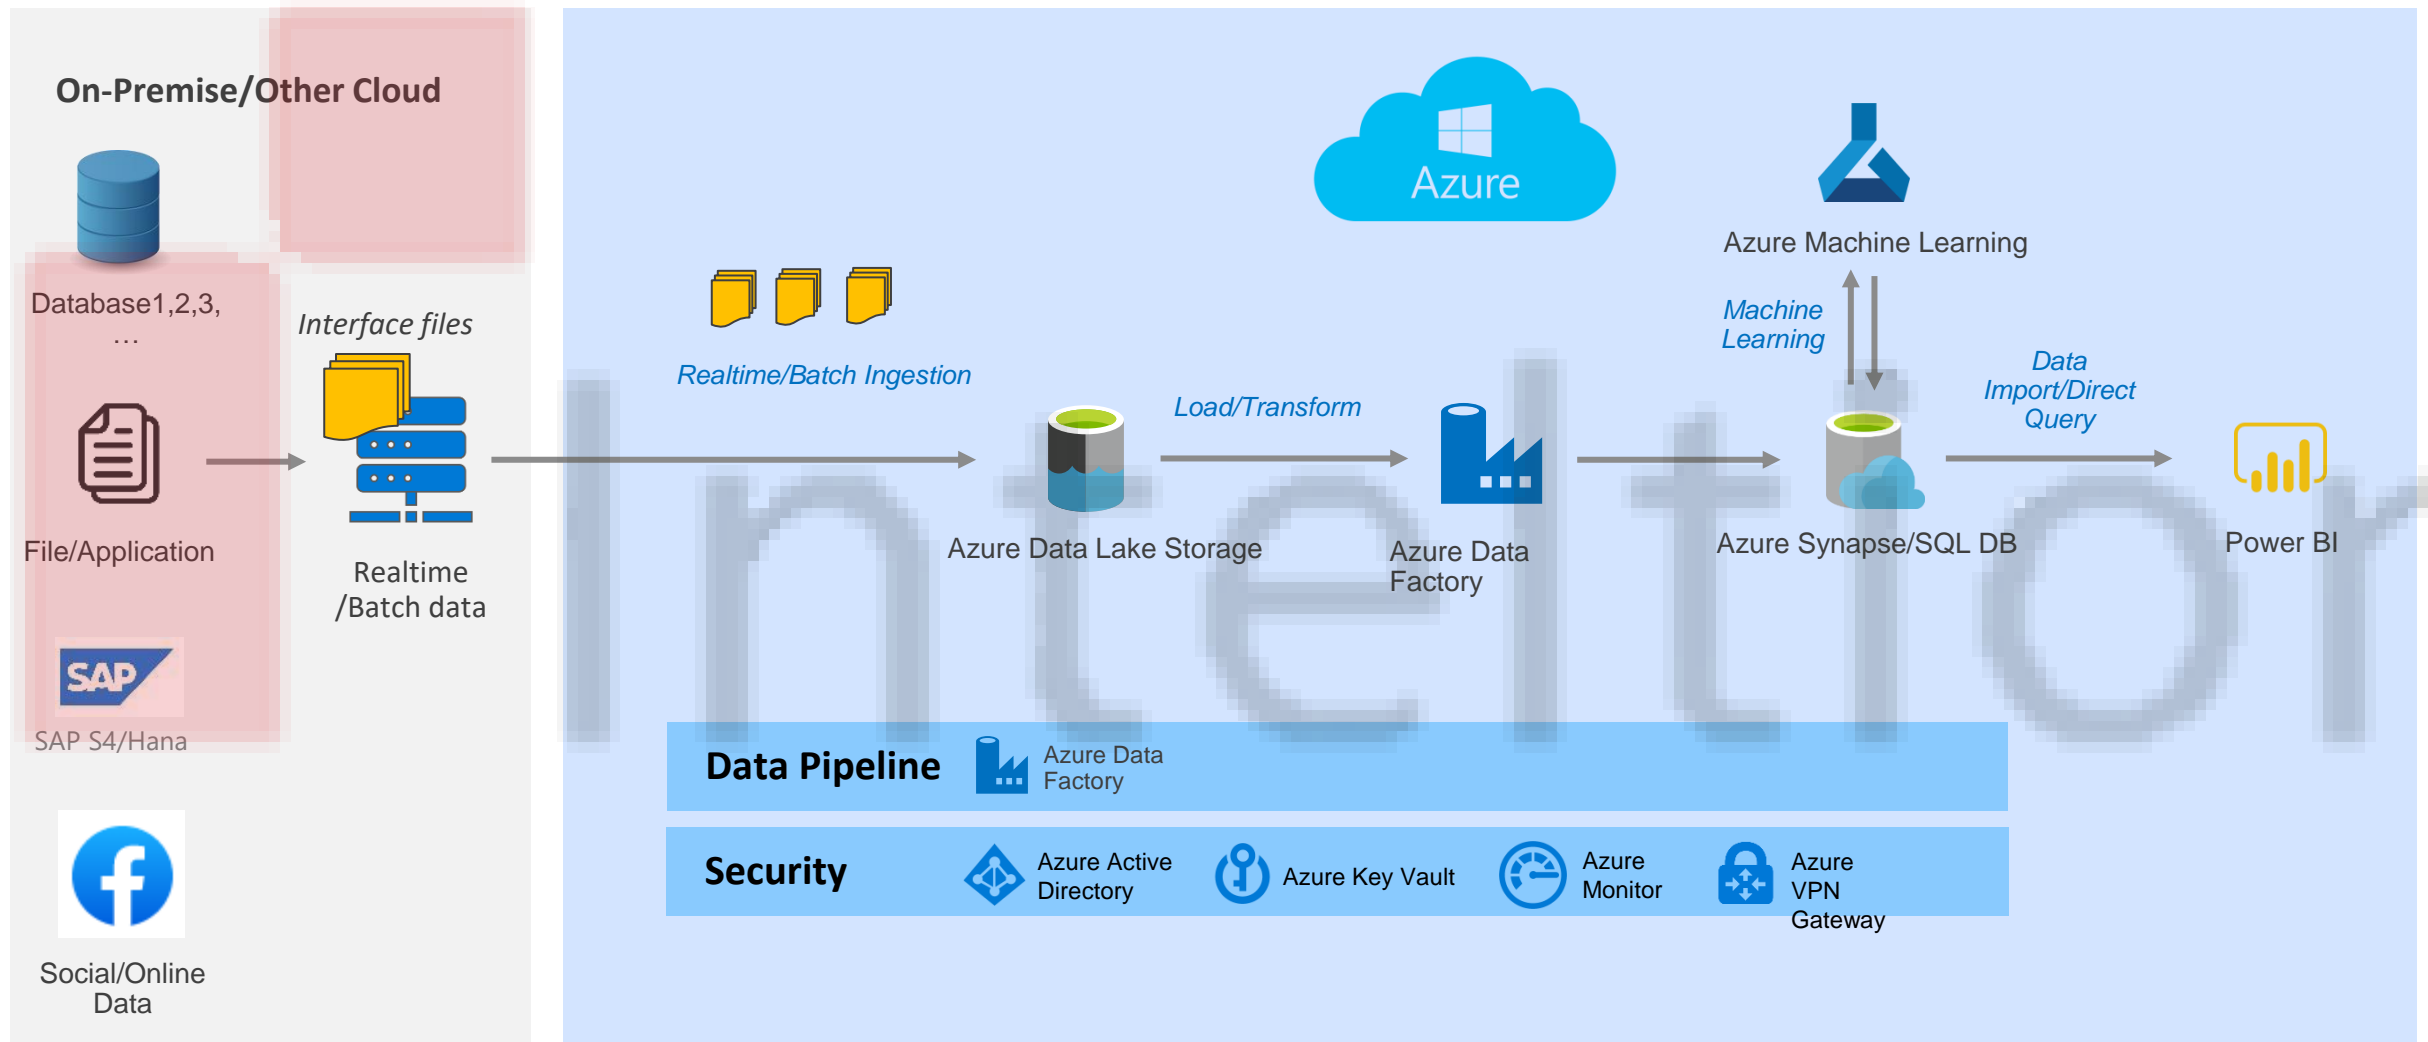 On-Premise/Other Cloud
Database1,2,3,
…
File/Application
SAP
SAP S4/Hana
Social/Online
Data
Interface files
Realtime
/Batch data
Realtime/Batch Ingestion
Azure Data Lake Storage
Load/Transform
Azure
Azure Data
Factory
Azure Machine Learning
Machine
Learning
Azure Synapse/SQL DB
Data
Import/Direct
Query
Power BI
Data Pipeline
Azure Data
Factory
Security
Azure Active
Directory
Azure Key Vault
Azure
Monitor
Azure
VPN
Gateway